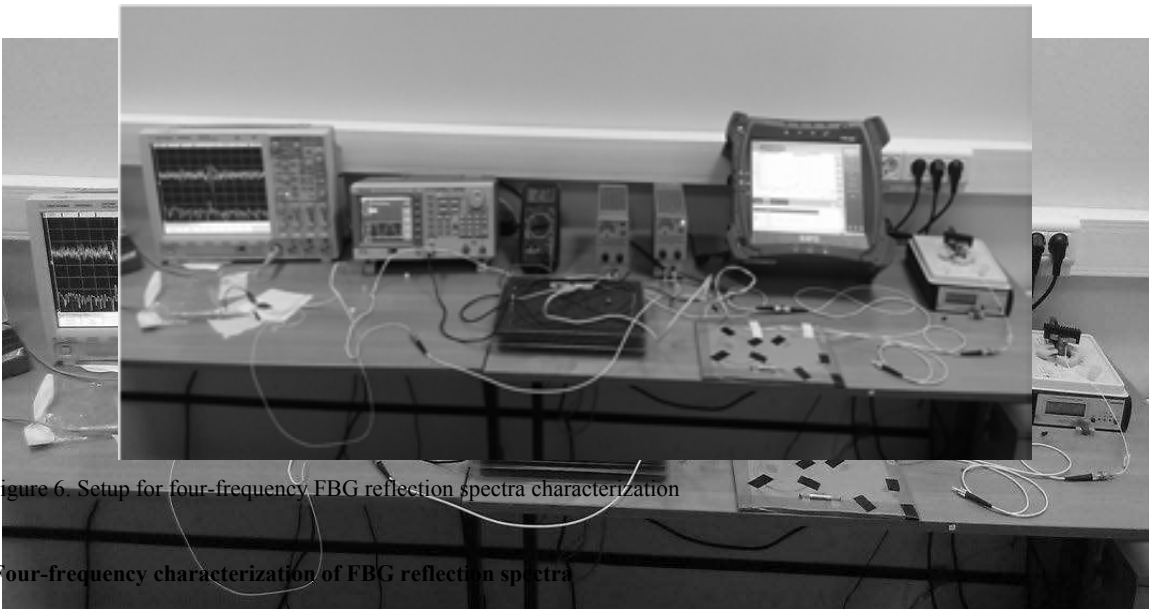 igure 6. Setup for four-frequency FBG reflection spectra characterization
Four-frequency characterization of FBG reflection spectra